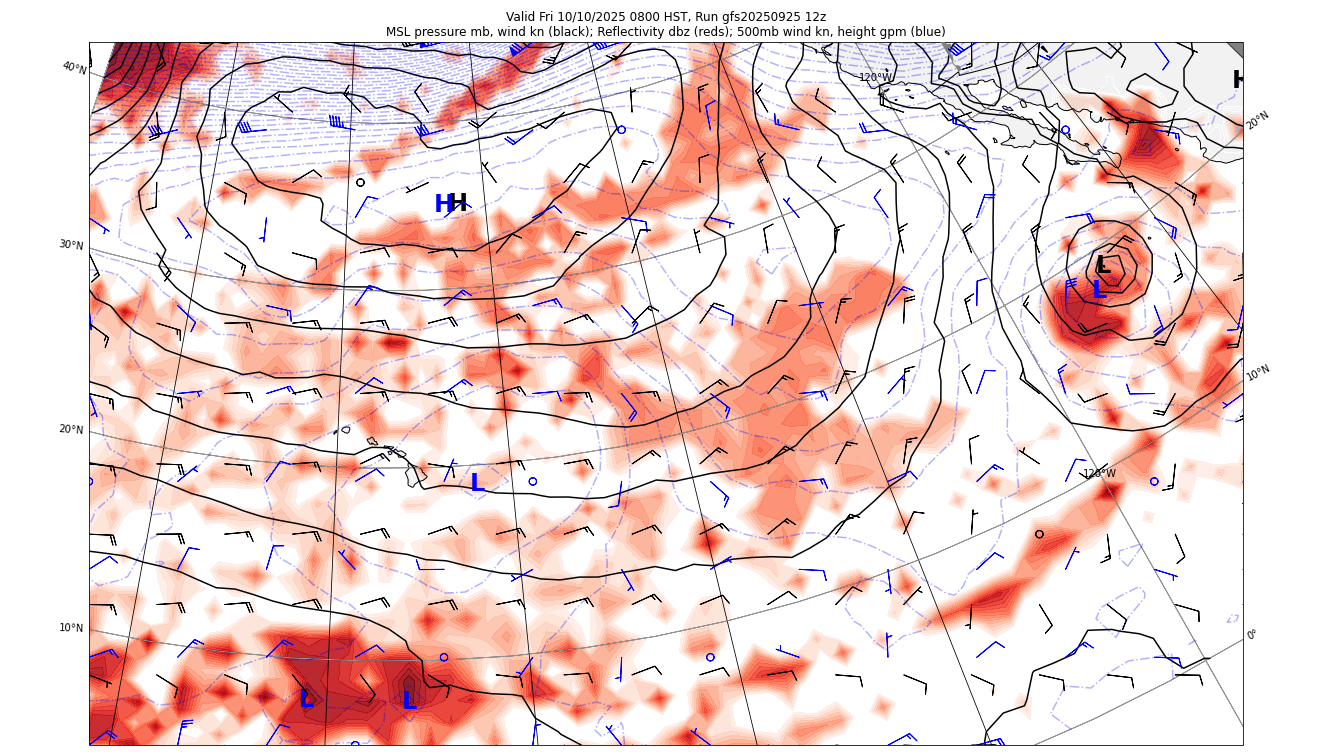 Valid Fri 10/10/2025 0800 HST, Run gfs20250925 12z
MSL pressure mb, wind kn (black); Reflectivity dbz (reds); 500mb wind kn, height gpm (blue)
40°N
120°W
H
20°N
H
H
30°N
L
L
10°N
20°N
120°W
L
10°N
0°
L
L